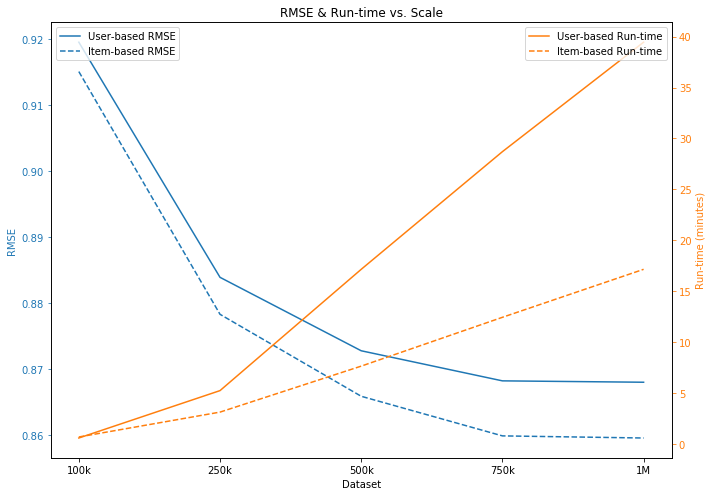 RMSE & Run-time vs. Scale
User-based RMSE
Item-based RMSE
User-based Run-time
Item-based Run-time
0.92
0.91
0.90
0.89
0.88
0.87
0.86
RMSE
40
35
30
25
20
15
10
5
0
Run-time (minutes)
100k 250k 500k 750k 1M
Dataset